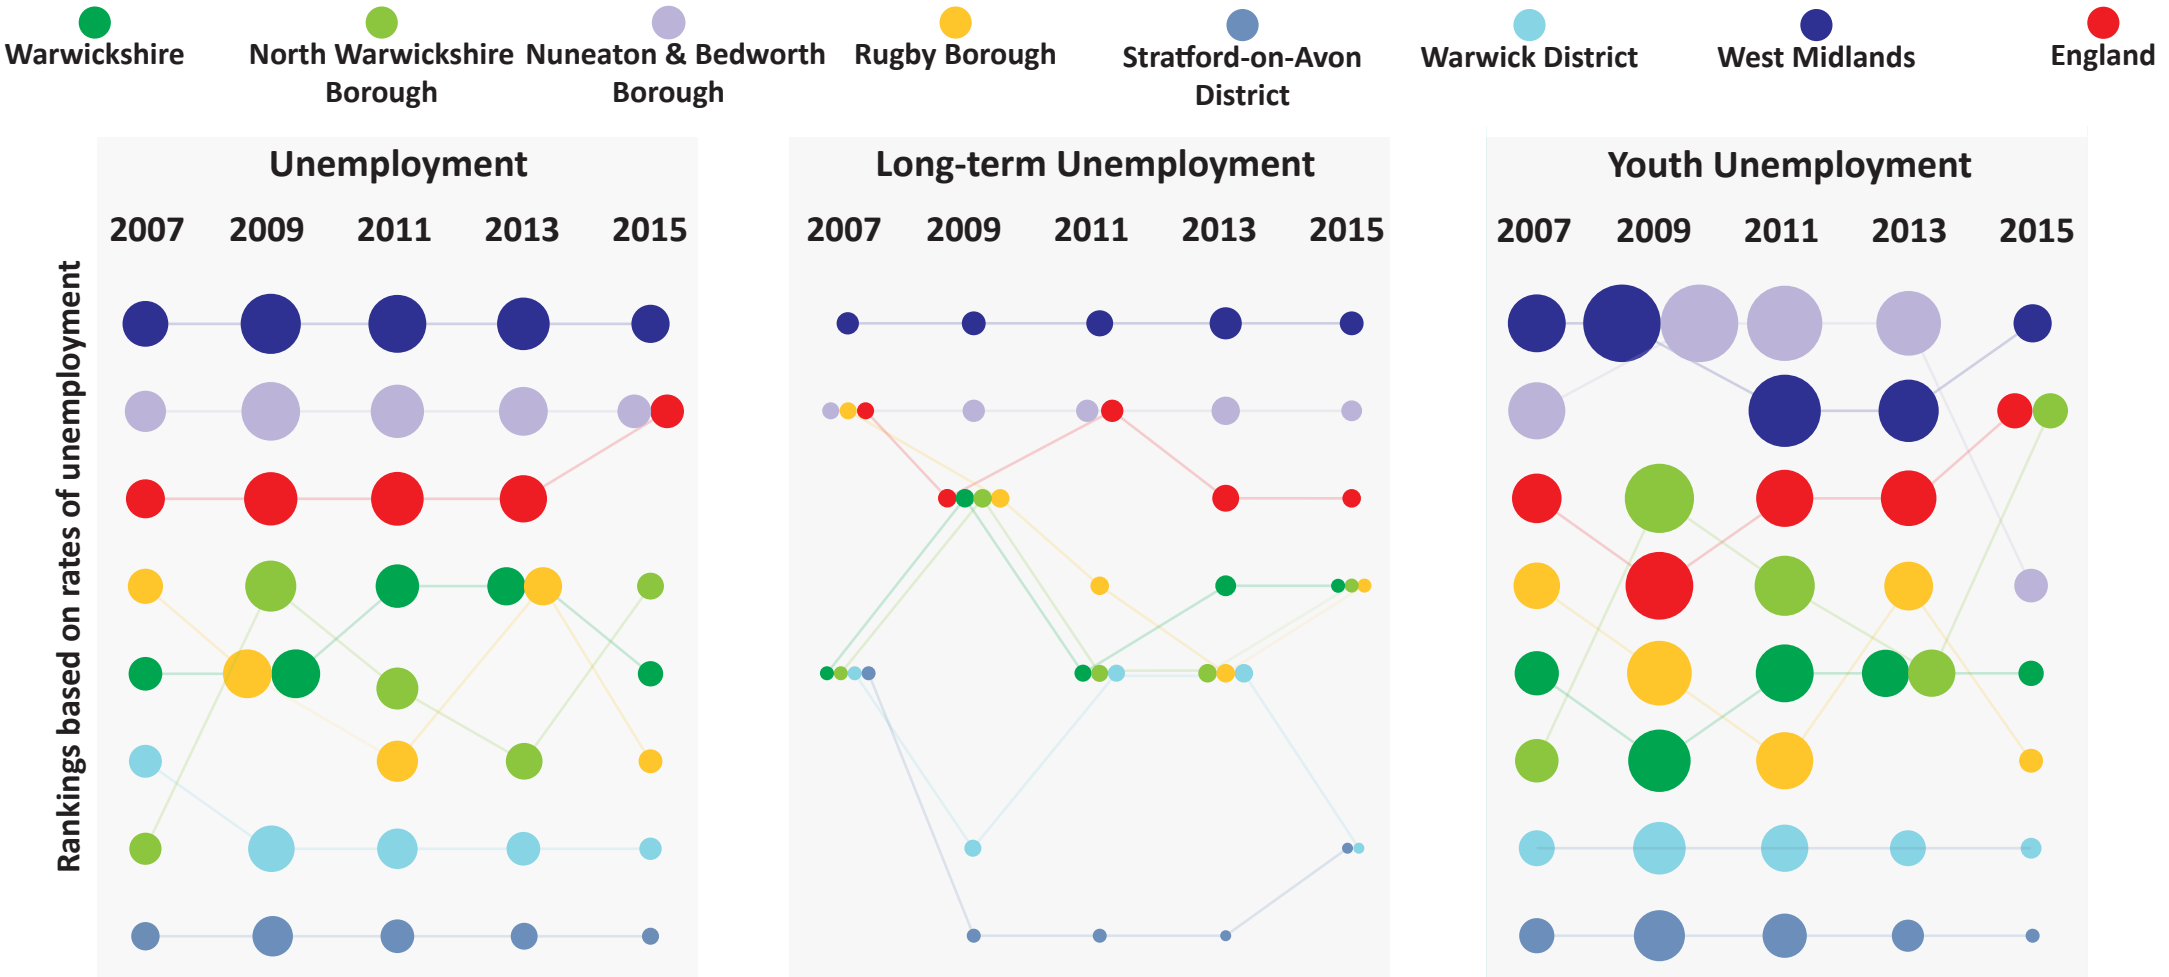 Warwickshire
North Warwickshire
Borough
Nuneaton & Bedworth
Borough
Rugby Borough
Stratford-on-Avon
District
Warwick District
West Midlands
England
Rankings based on rates of unemployment
Unemployment
2007 2009 2011 2013 2015
Long-term Unemployment
2007 2009 2011 2013 2015
Youth Unemployment
2007 2009 2011 2013 2015